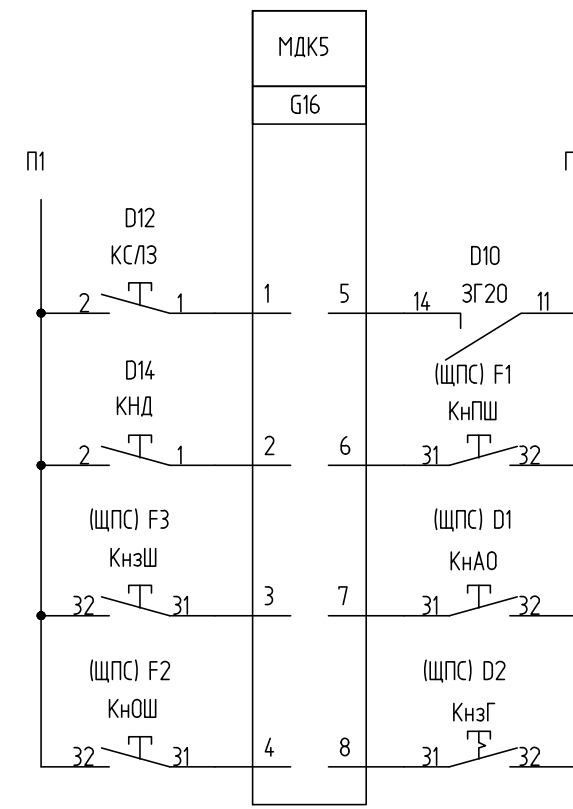 МДК5
G16
П1
D12
КСЛЗ
2 1 1 5 14 11
D10
ЗГ20
D14
КНД
2 1 2 6 31 32
(ЩПС) F1
КнПШ
(ЩПС) F3
КнзШ
32 31 3 7 31 32
(ЩПС) D1
КнАО
(ЩПС) F2
КнОШ
32 31 4 8 31 32
(ЩПС) D2
КнзГ